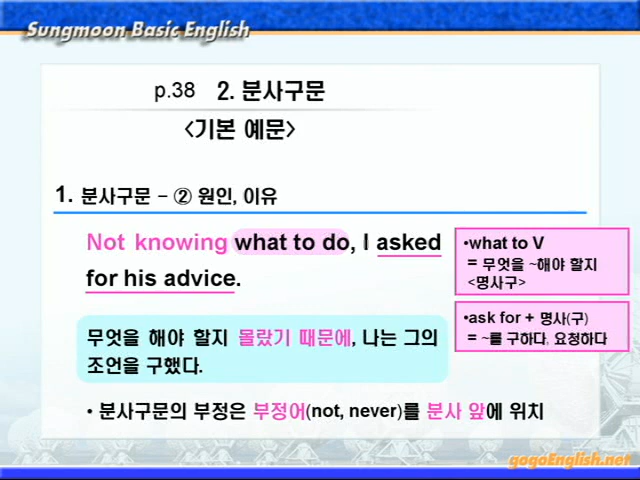 Sungmoon Basic English
p.38 2. 분사구문
<기본 예문>
1. 분사구문 - ② 원인, 이유
Not knowing what to do, I asked
for his advice.
•what to V
= 무엇을 ~해야 할지
<명사구>
•ask for + 명사(구)
= ~를 구하다, 요청하다
무엇을 해야 할지 몰랐기 때문에, 나는 그의
조언을 구했다.
• 분사구문의 부정은 부정어(not, never)를 분사 앞에 위치
gogoEnglish.net